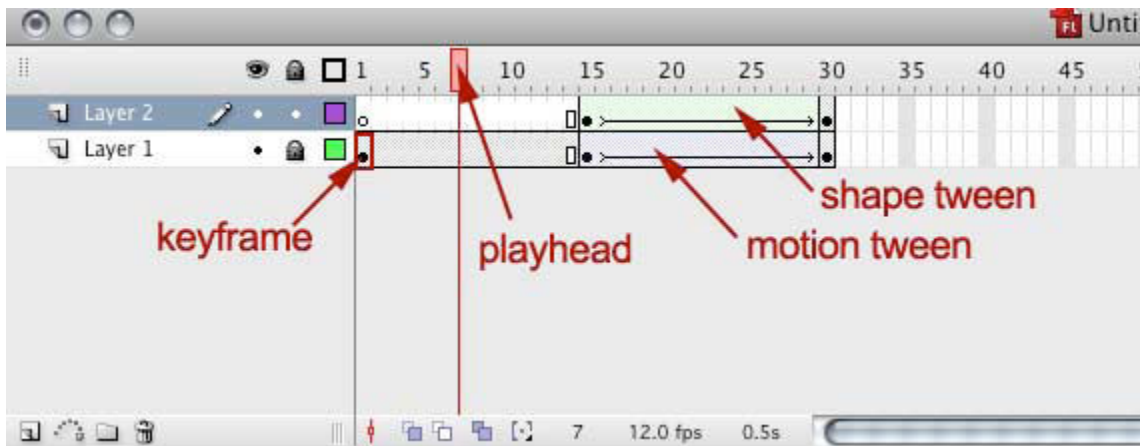 Unti
1 5 10 15 20 25 30 35 40 45
Layer 2
Layer 1
keyframe
playhead
shape tween
motion tween
7 12.0 fps 0.5s